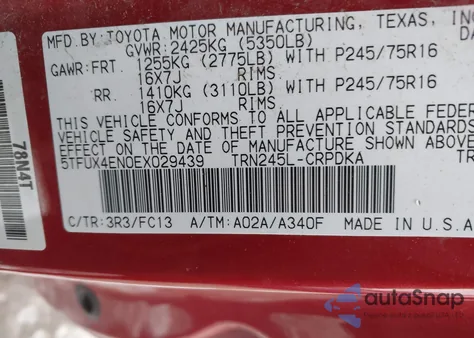 MFD.BY:TOYOTA MOTOR MANUFACTURING, TEXAS, INC
DA
GVWR: 2425KG (5350LB)
GAWR: FRT. 1255KG (2775LB) WITH P245/75R16
16X7J RIMS
RR. 1410KG (3110LB) WITH P245/75R16
16X7J RIMS
THIS VEHICLE CONFORMS TO ALL APPLICABLE
VEHICLE SAFETY AND THEFT
EFFECT ON THE DATE OF MANUFACTURE SHOWN ABOVE
5TFUX4EN0EX029439 TRN245L-CRPDKA TR
C/TR:3R3/FC13 A/TM:A02A/A340F MADE IN U.S.A
78N4T
autoSnap